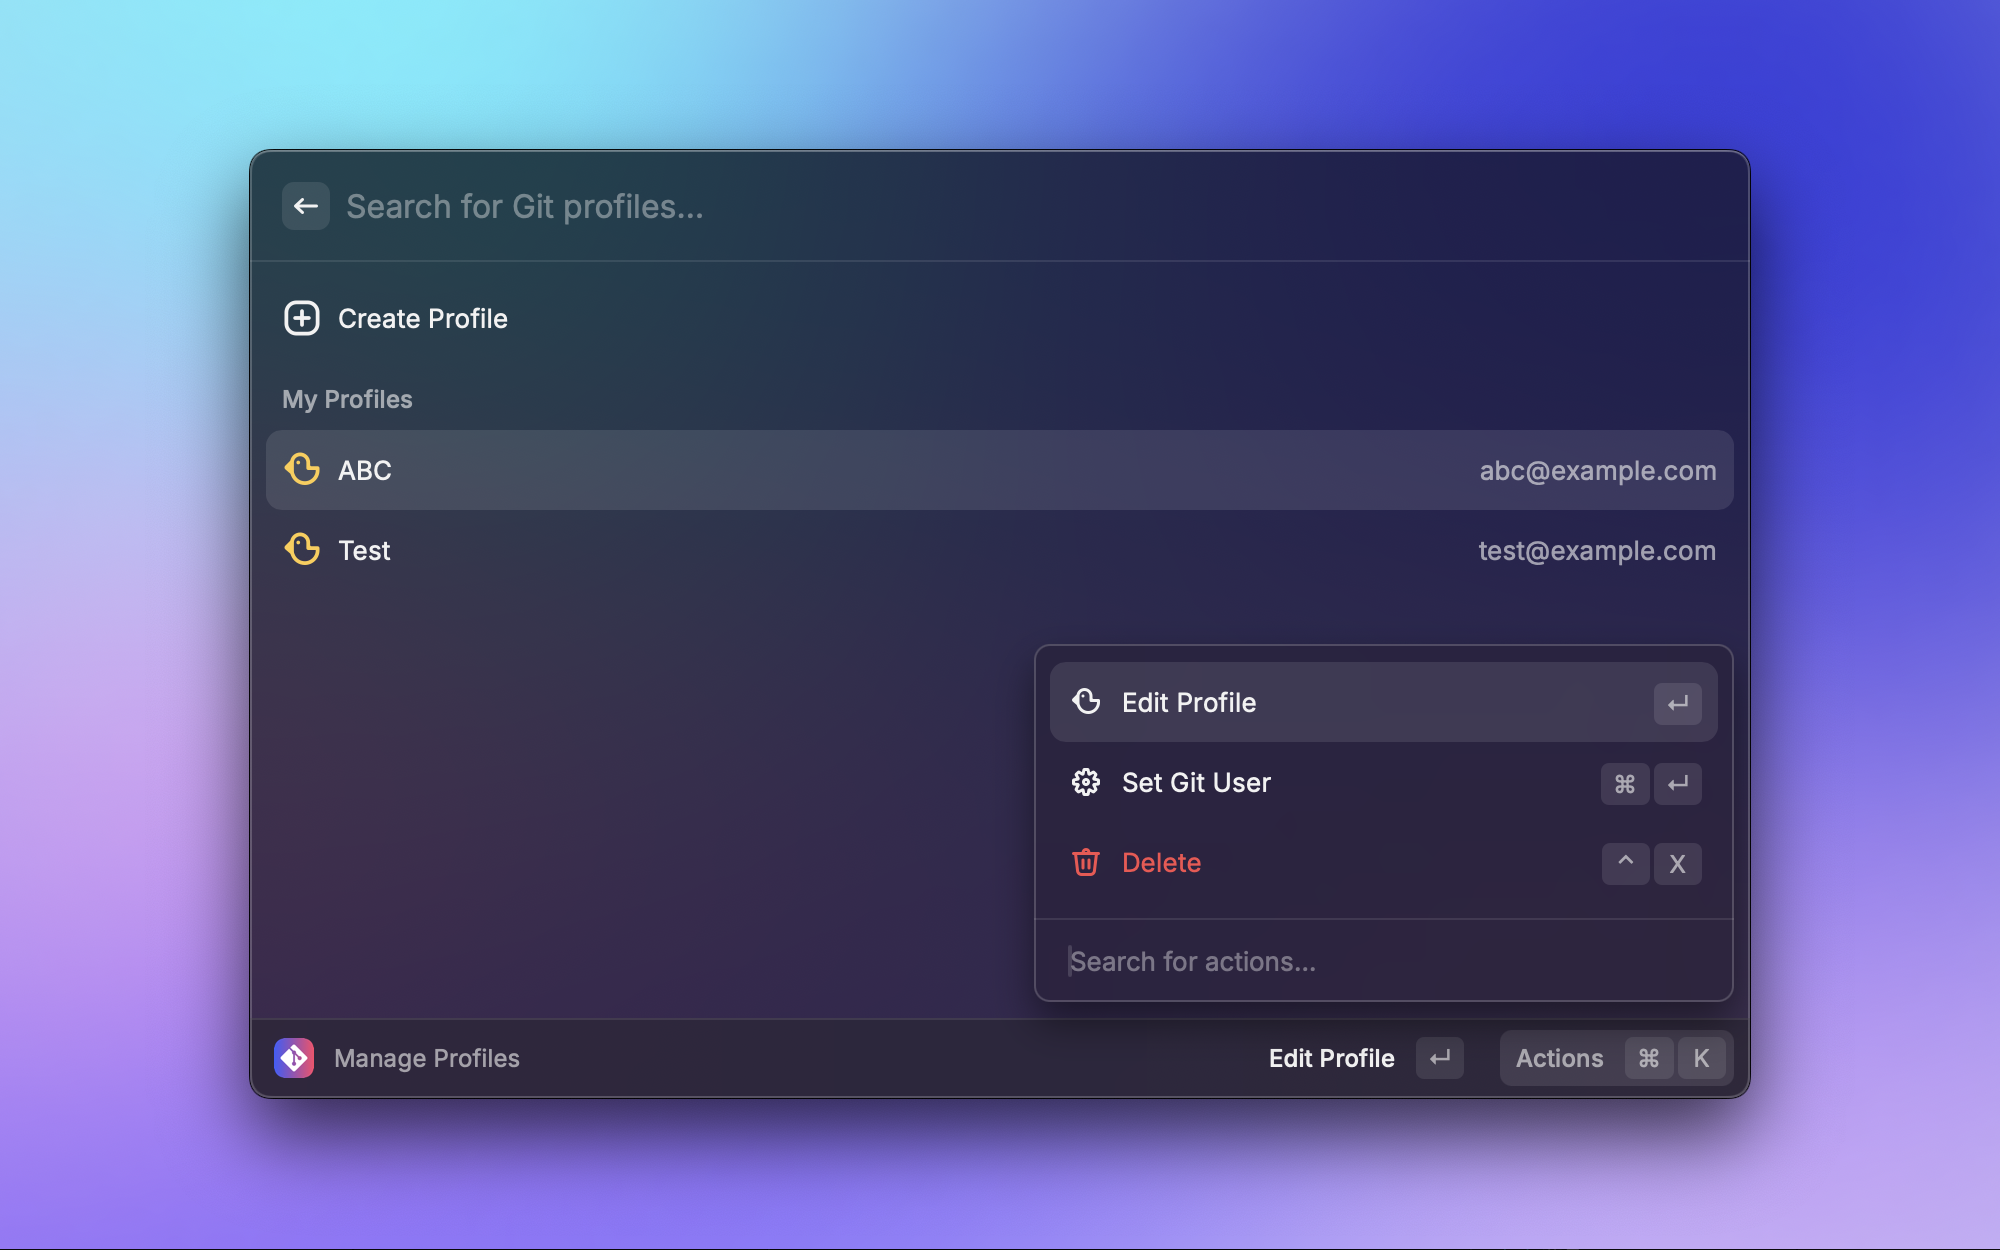 Search for Git profiles...
Create Profile
My Profiles
ABC abc@example.com
Test test@example.com
Edit Profile ↵
Set Git User ⌘ ↵
Delete ^ X
Search for actions...
Manage Profiles Edit Profile ↵ Actions ⌘ K